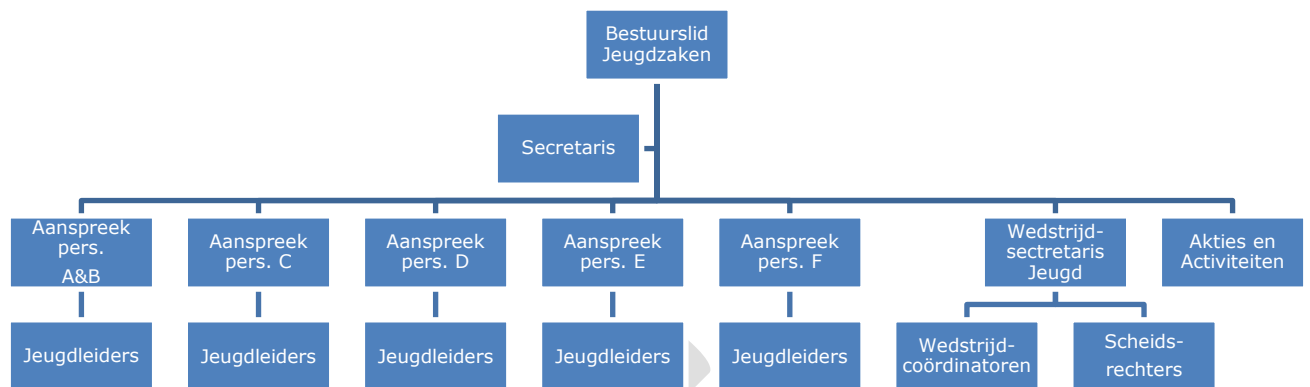 Bestuurslid
Jeugdzaken
Secretaris
Aanspreek
pers.
A&B
Aanspreek
pers. C
Aanspreek
pers. D
Aanspreek
pers. E
Aanspreek
pers. F
Wedstrijd-
secretaris
Jeugd
Akties en
Activiteiten
Jeugdleiders
Jeugdleiders
Jeugdleiders
Jeugdleiders
Jeugdleiders
Wedstrijd-
coördinatoren
Scheids-
rechters